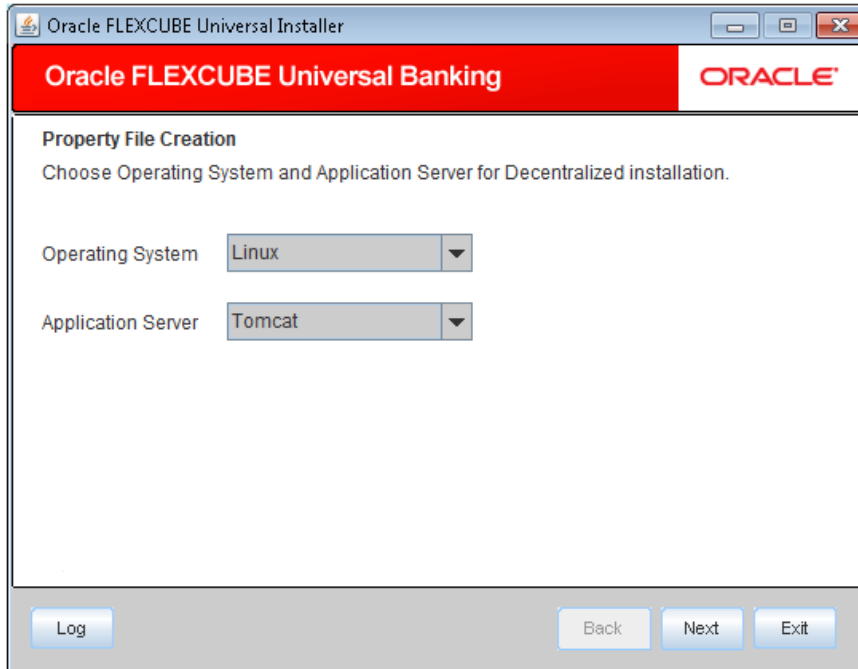 Oracle FLEXCUBE Universal Installer
Oracle FLEXCUBE Universal Banking
ORACLE
Property File Creation
Choose Operating System and Application Server for Decentralized installation.
Operating System Linux
Application Server Tomcat
Log Back Next Exit